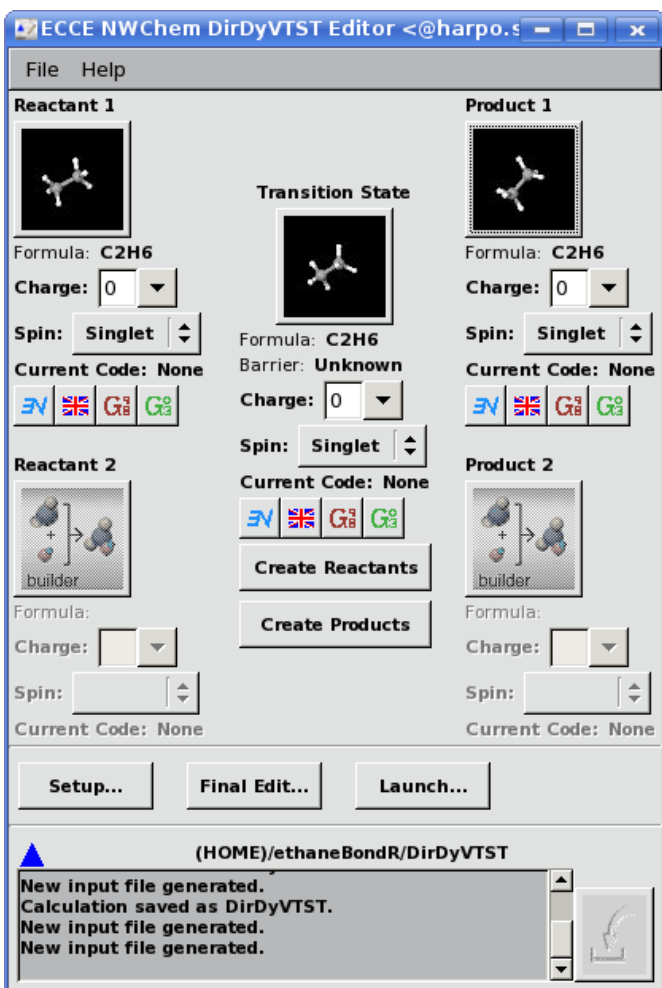 ECCE NWChem DirDyVTST Editor <@harpo.s
File Help
Reactant 1
Formula: C2H6
Charge: 0
Spin: Singlet
Current Code: None
Reactant 2
builder
Formula:
Charge:
Spin:
Current Code: None
Transition State
Formula: C2H6
Barrier: Unknown
Charge: 0
Spin: Singlet
Current Code: None
Create Reactants
Create Products
Product 1
Formula: C2H6
Charge: 0
Spin: Singlet
Current Code: None
Product 2
builder
Formula:
Charge:
Spin:
Current Code: None
Setup... Final Edit... Launch...
(HOME)/ethaneBondR/DirDyVTST
New input file generated.
Calculation saved as DirDyVTST.
New input file generated.
New input file generated.